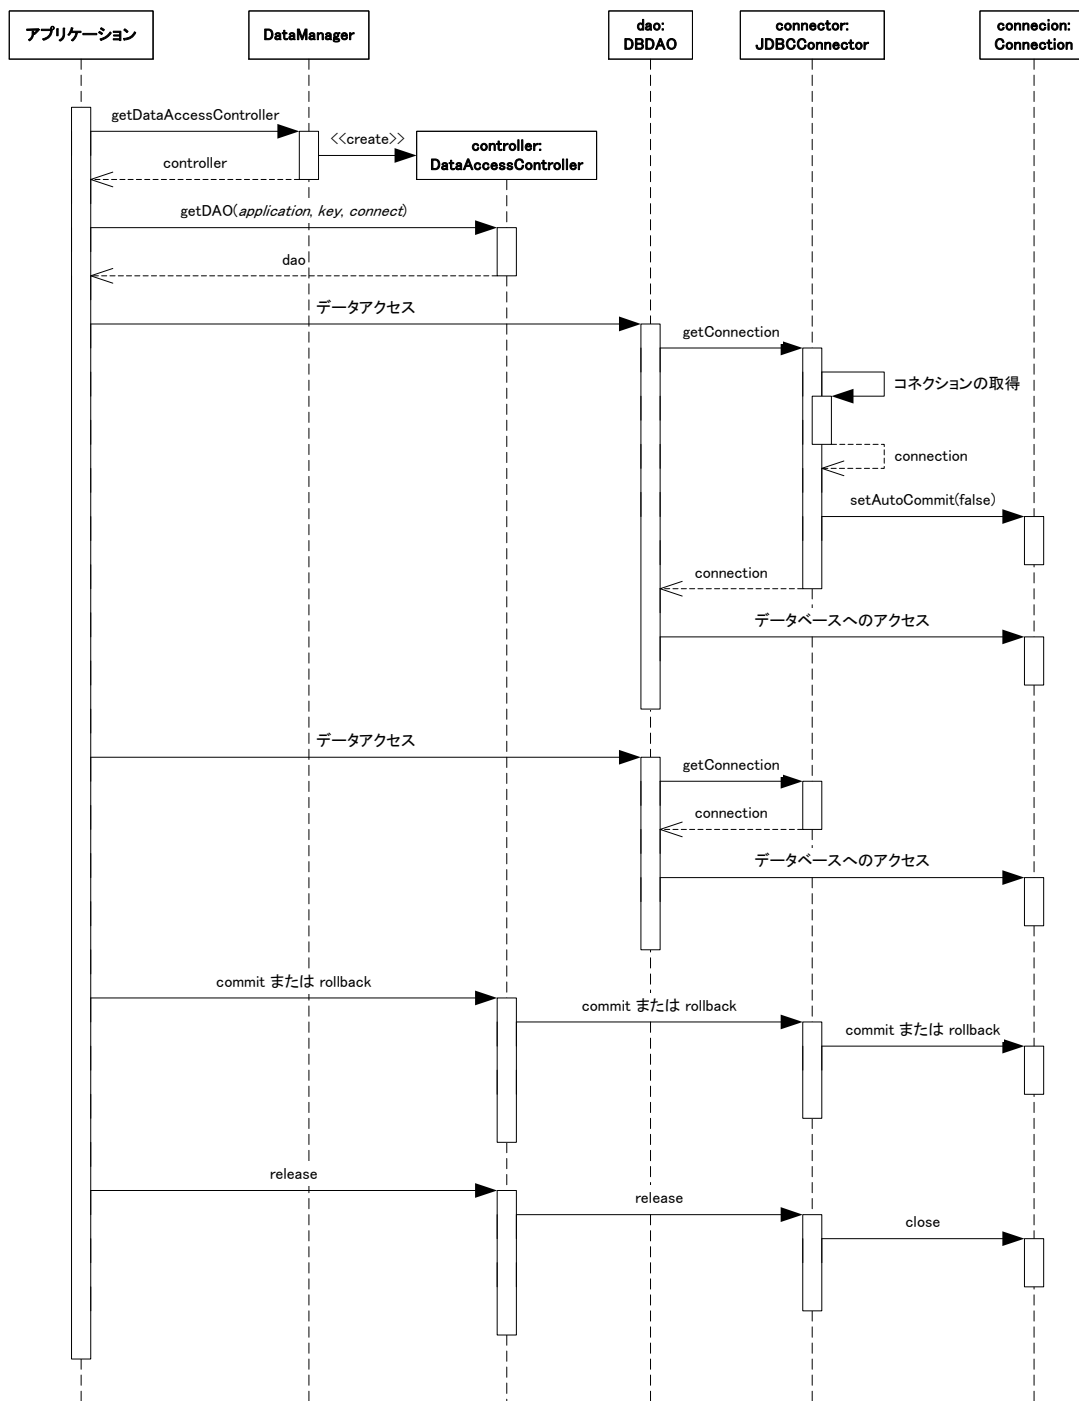 アプリケーション
DataManager
dao:
DBDAO
connector:
JDBCConnector
connecion:
Connection
getDataAccessController
<<create>>
controller:
DataAccessController
controller
getDAO(application, key, connect)
dao
データアクセス
getConnection
コネクションの取得
connection
setAutoCommit(false)
connection
データベースへのアクセス
データアクセス
getConnection
connection
データベースへのアクセス
commit または rollback
commit または rollback
commit または rollback
release
release
close